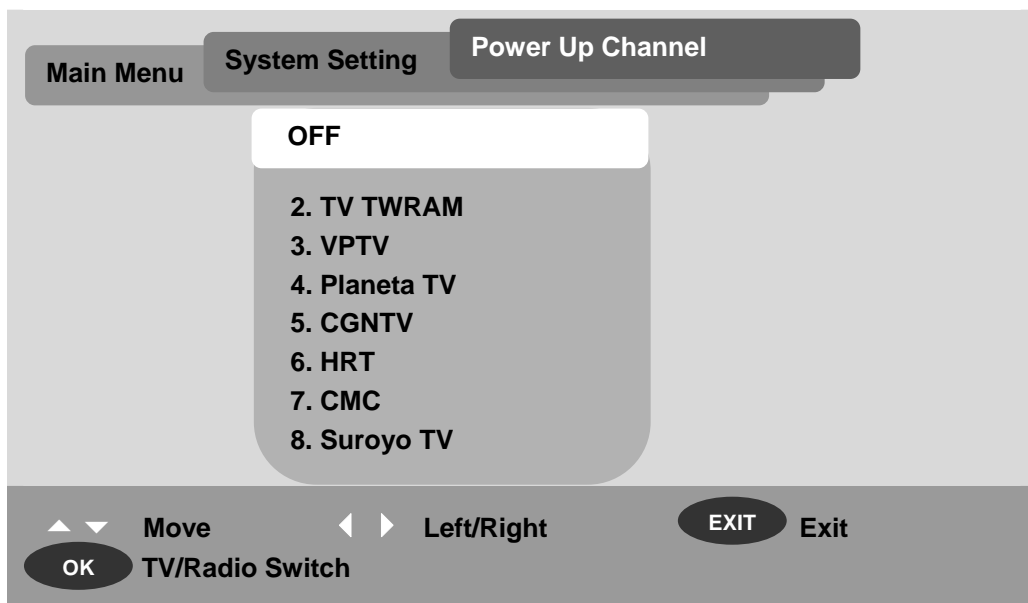 Main Menu System Setting Power Up Channel
OFF
2. TV TWRAM
3. VPTV
4. Planeta TV
5. CGNTV
6. HRT
7. CMC
8. Suroyo TV
Move Left/Right EXIT Exit
OK TV/Radio Switch